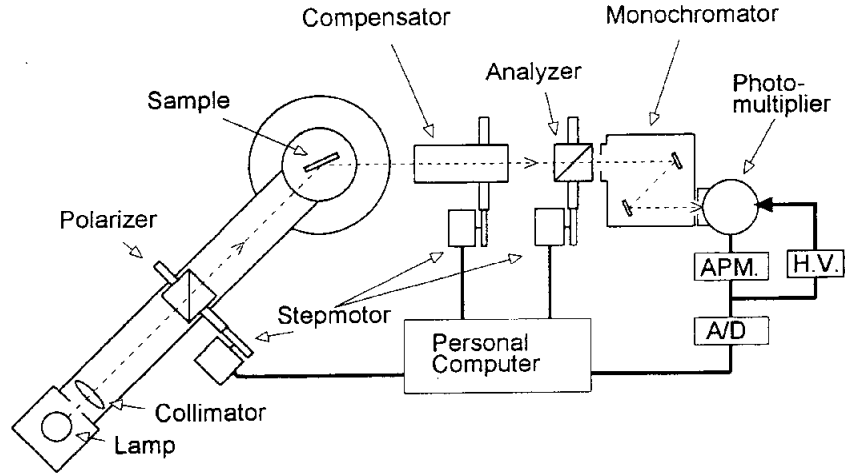 Compensator
Monochromator
Analyzer
Photo-
multiplier
Sample
Polarizer
APM.
H.V.
Stepmotor
A/D
Personal
Computer
Collimator
Lamp